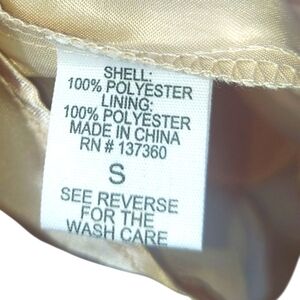 SHELL:
100% POLYESTER
LINING:
100% POLYESTER
MADE IN CHINA
RN # 137360
S
SEE REVERSE
FOR THE
WASH CARE